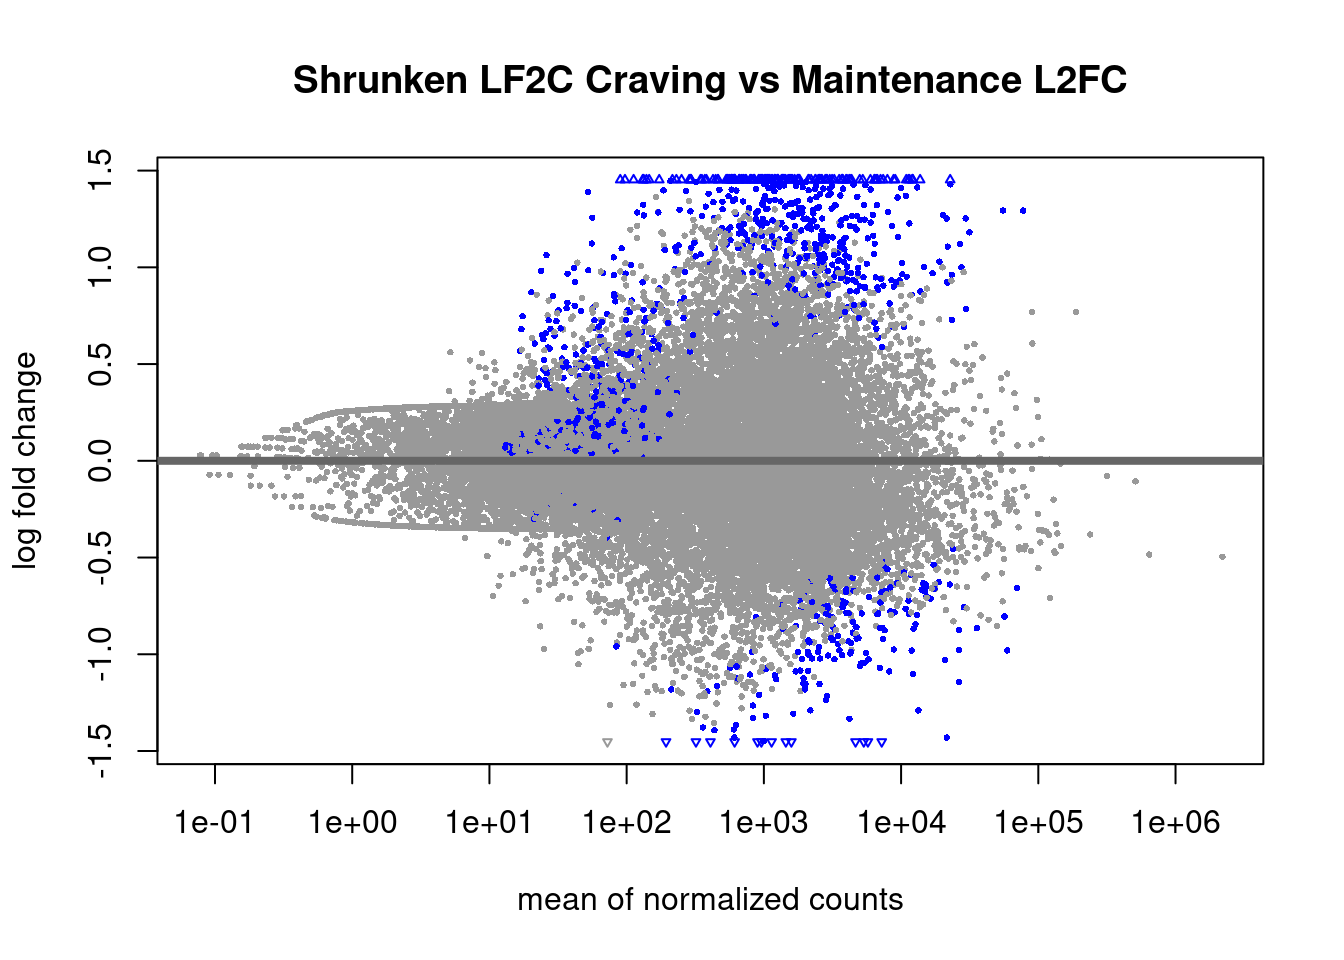 Shrunken LF2C Craving vs Maintenance L2FC
log fold change
1.5
1.0
0.5
0.0
-0.5
-1.0
-1.5
1e-01 1e+00 1e+01 1e+02 1e+03 1e+04 1e+05 1e+06
mean of normalized counts